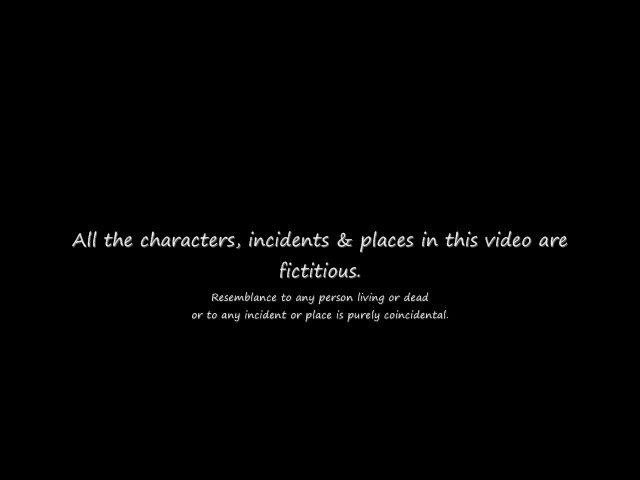 All the characters, incidents & places in this video are
fictitious.
Resemblance to any person living or dead
or to any incident or place is purely coincidental.